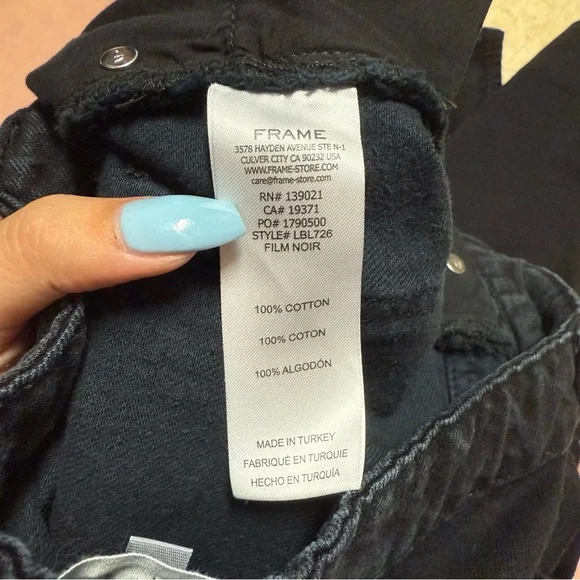 FRAME
3578 HAYDEN AVENUE STE N-1
CULVER CITY CA 90232 USA
WWW.FRAME-STORE.COM
care@frame-store.com
RN# 139021
CA# 19371
PO# 1790500
STYLE# LBL726
FILM NOIR
100% COTTON
100% COTON
100% ALGODÓN
MADE IN TURKEY
FABRIQUÉ EN TURQUIE
HECHO EN TURQUÍA